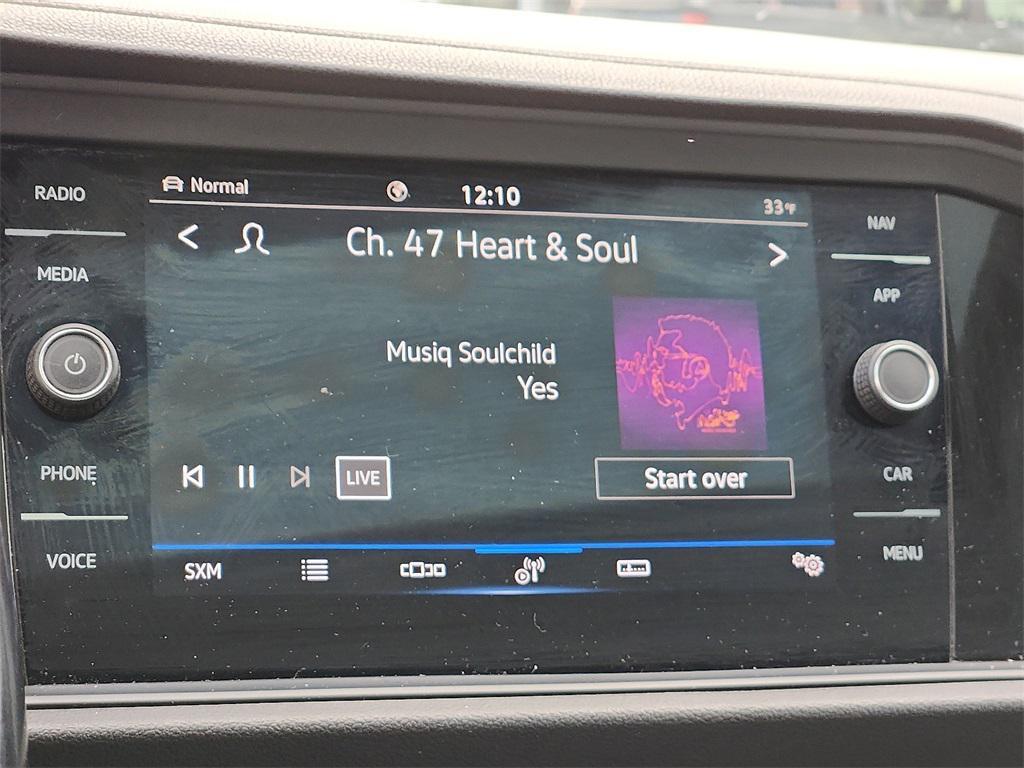 RADIO
MEDIA
PHONE
VOICE
Normal
12:10
33°F
Ch. 47 Heart & Soul
Musiq Soulchild
Yes
LIVE
Start over
SXM
NAV
APP
CAR
MENU